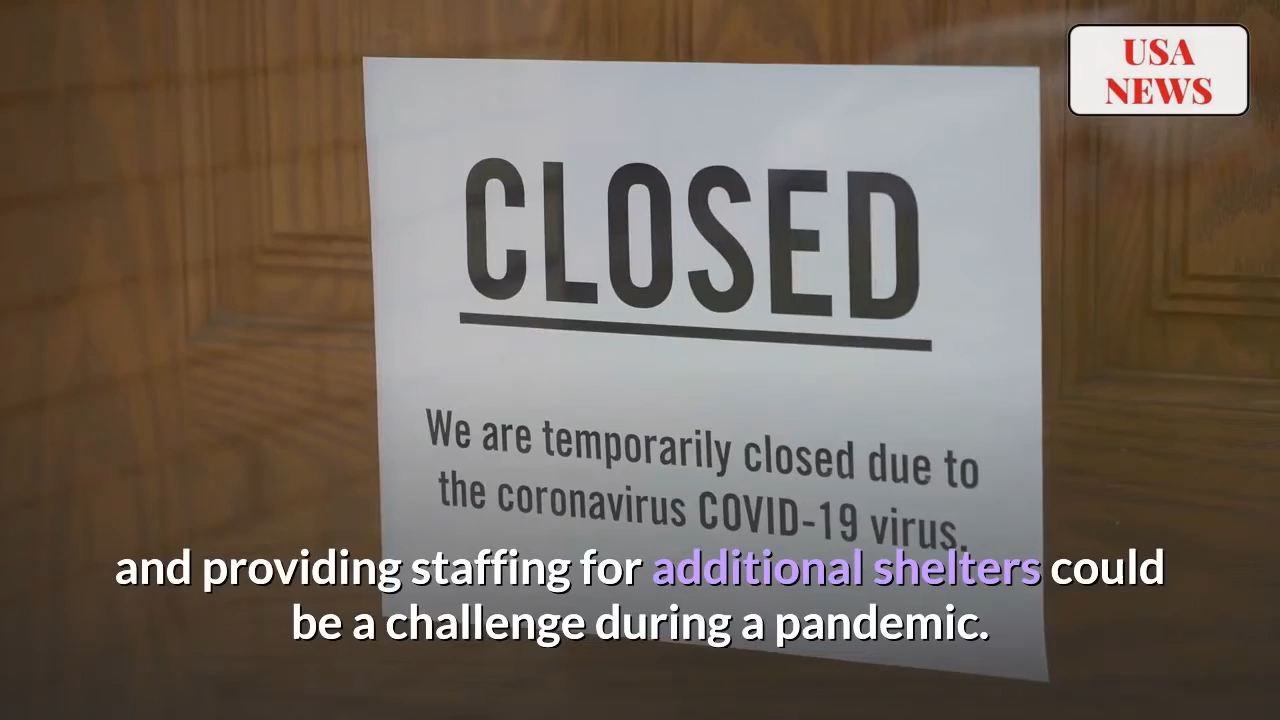 USA
NEWS
CLOSED
We are temporarily closed due to
the coronavirus COVID-19 virus.
and providing staffing for additional shelters could
be a challenge during a pandemic.